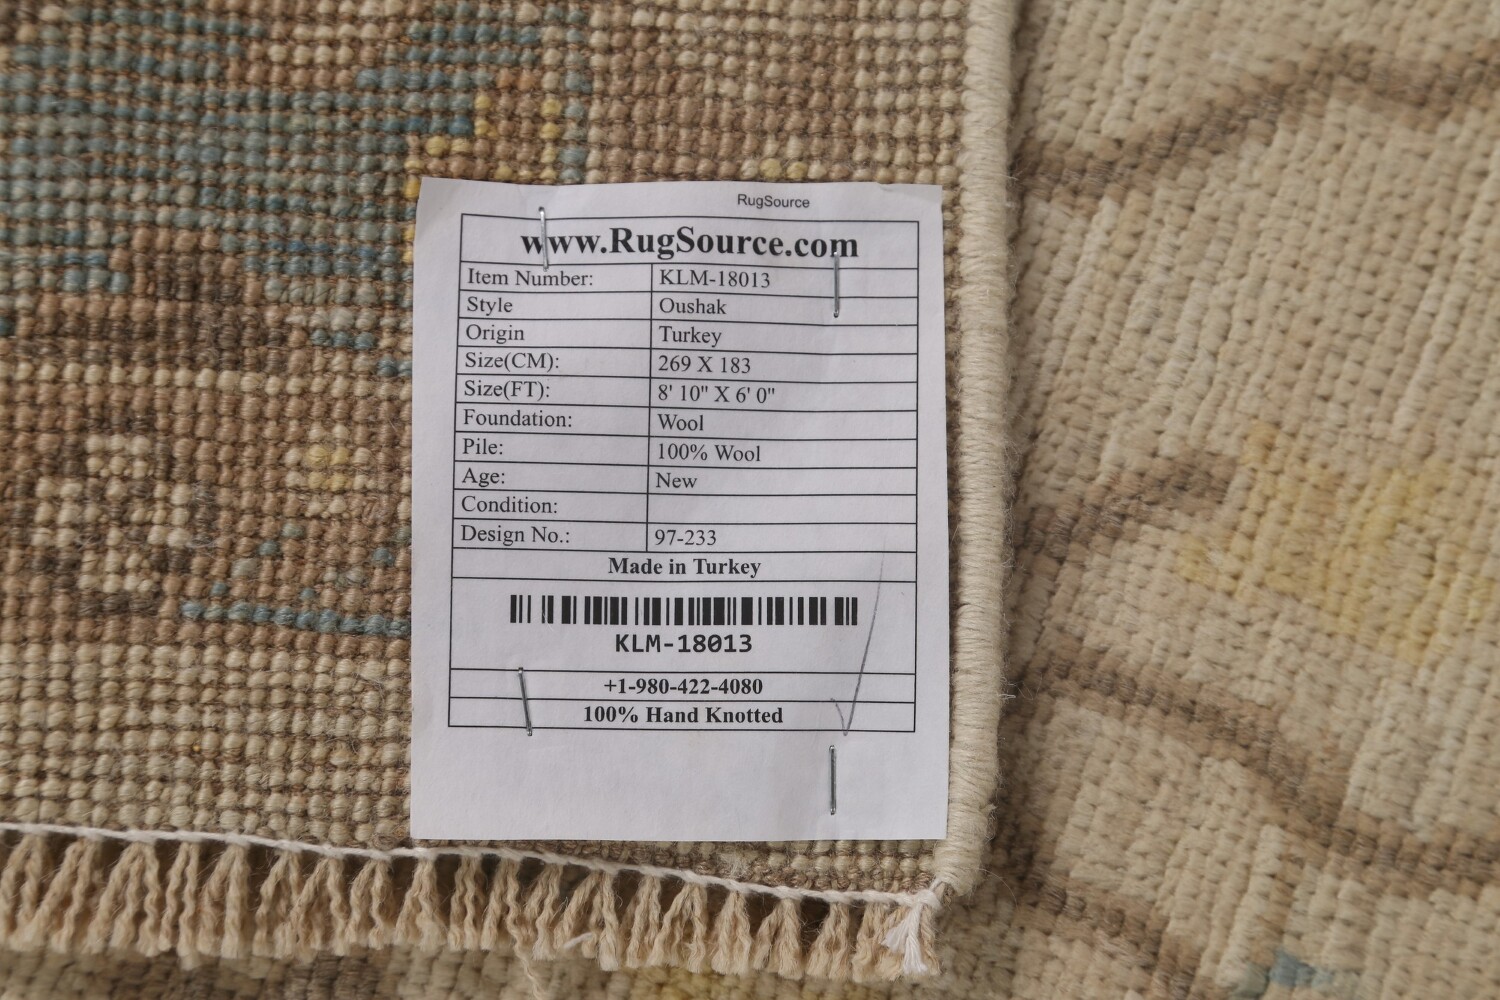 RugSource
www.RugSource.com
Item Number: KLM-18013
Style Oushak
Origin Turkey
Size(CM): 269 X 183
Size(FT): 8' 10" X 6' 0"
Foundation: Wool
Pile: 100% Wool
Age: New
Condition:
Design No.: 97-233
Made in Turkey
KLM-18013
+1-980-422-4080
100% Hand Knotted